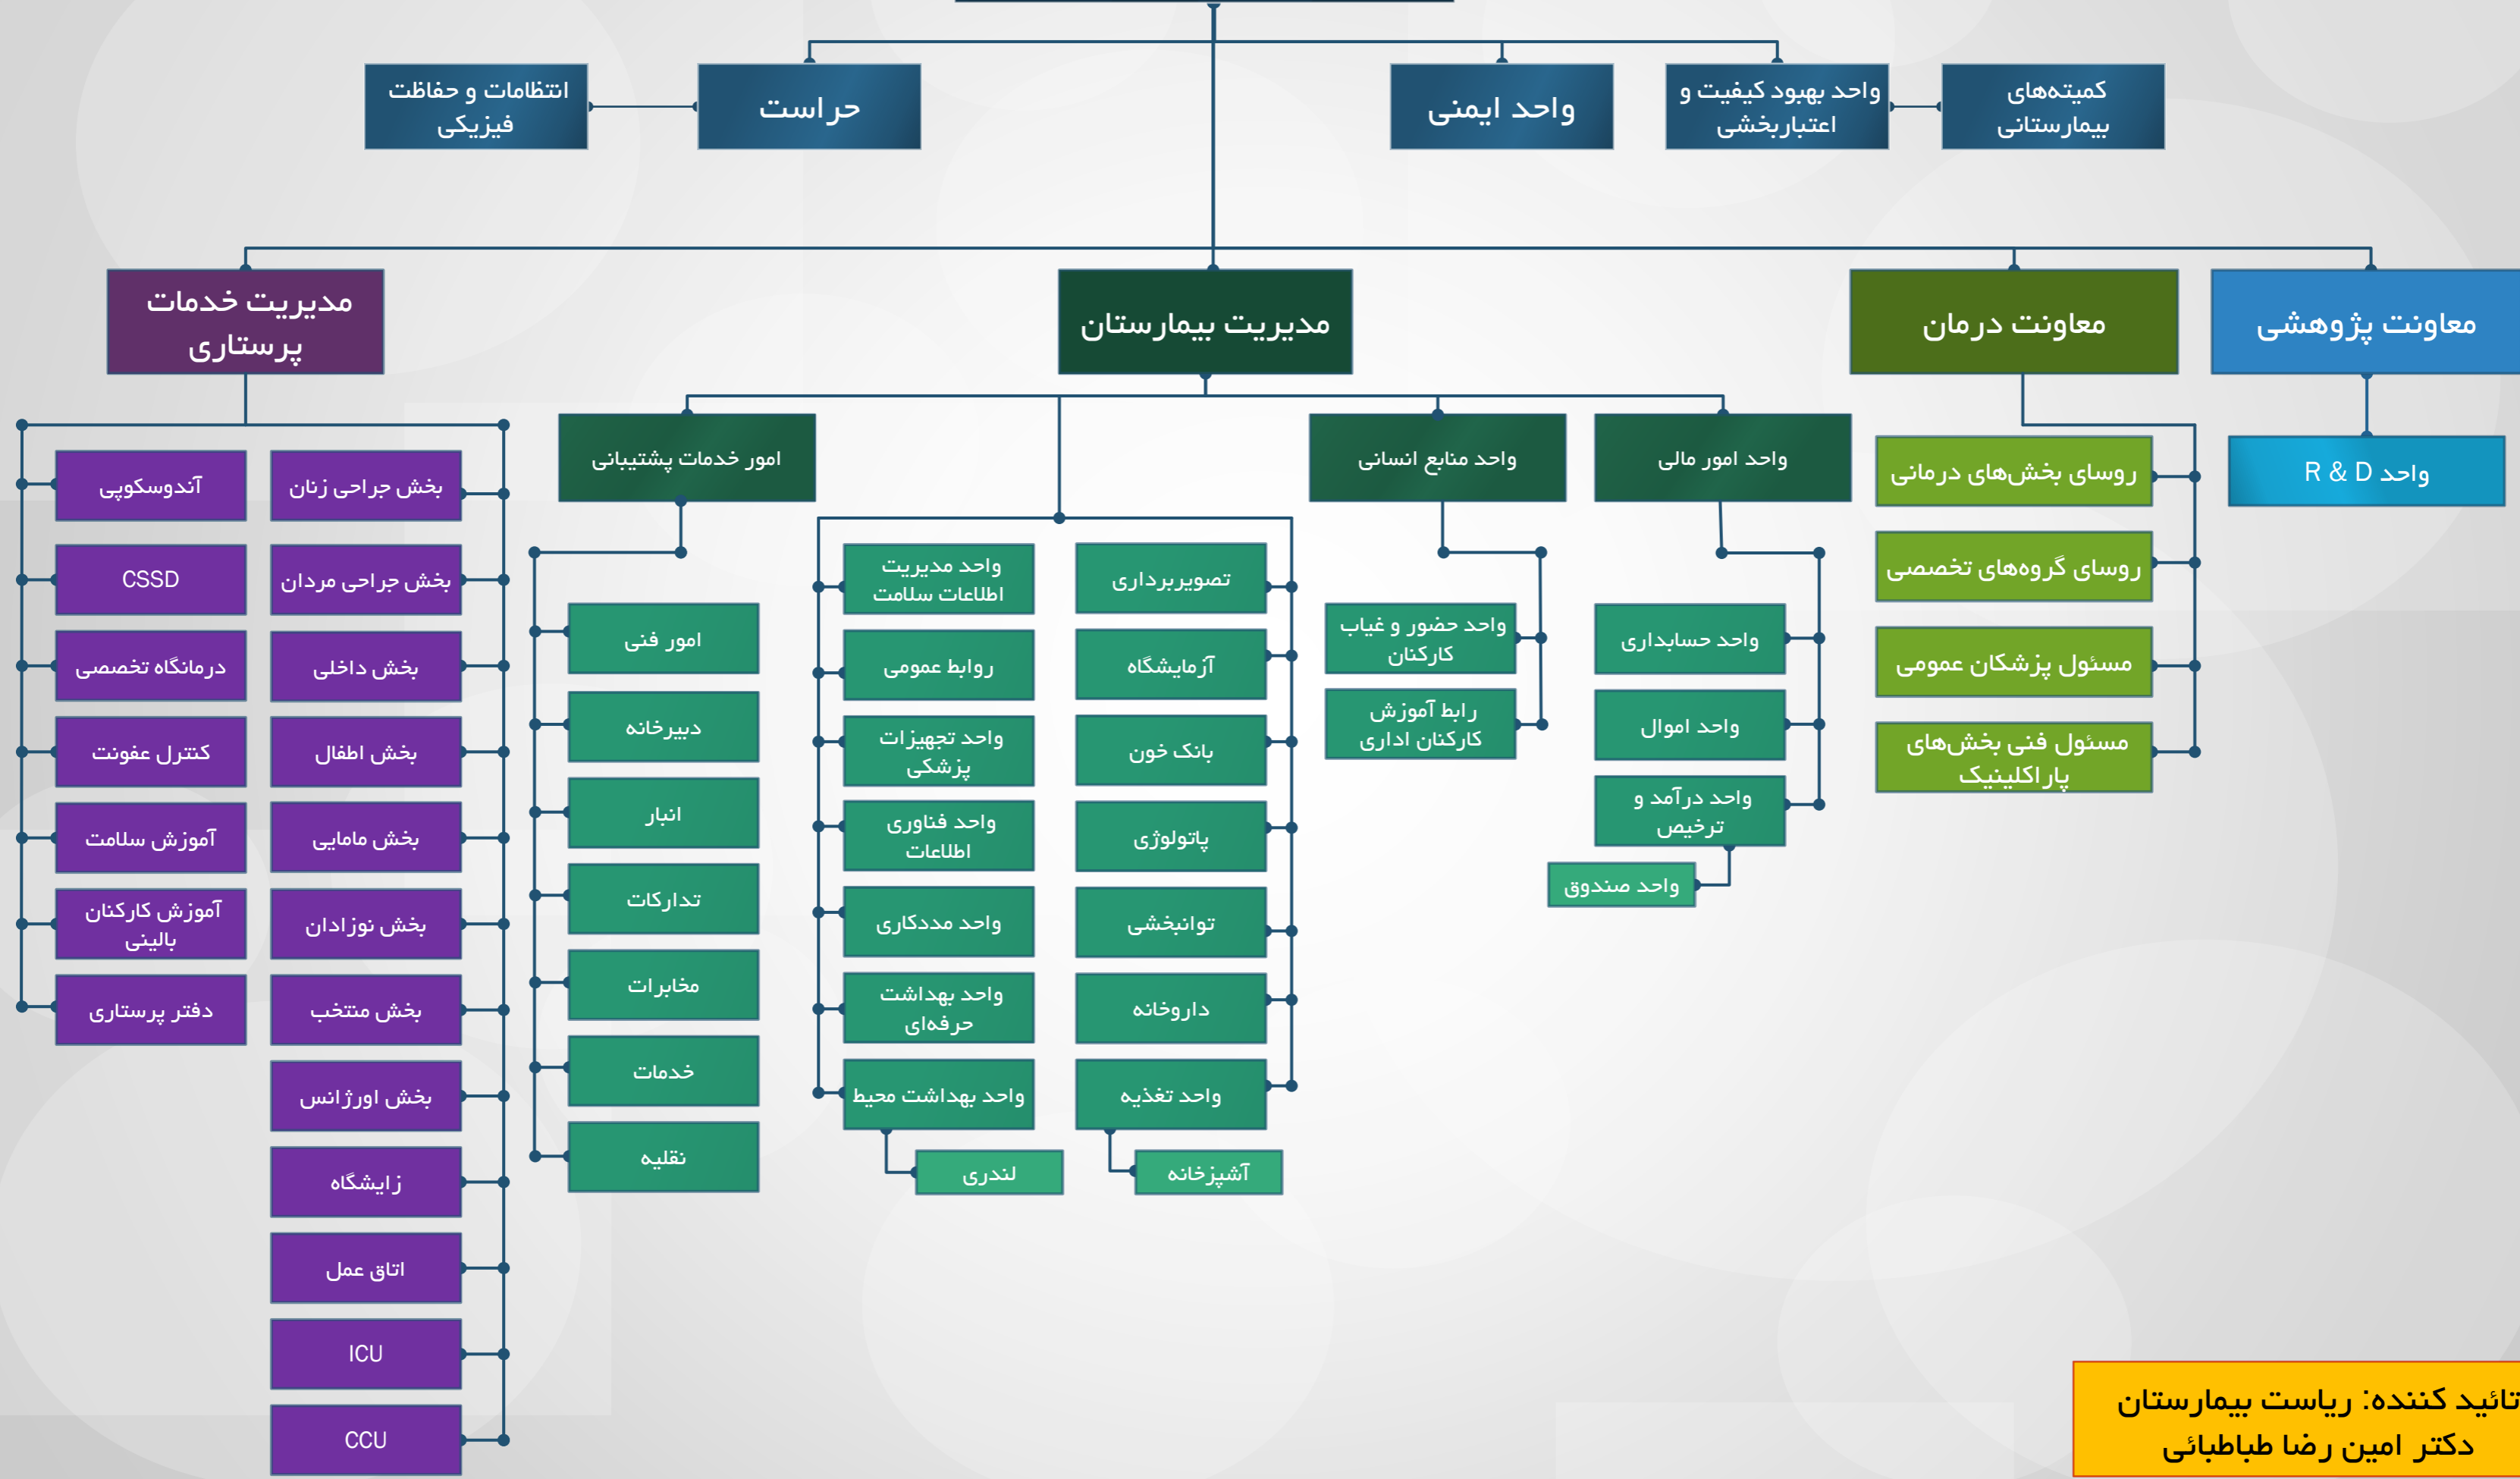 کمیته‌های
بیمارستانی
واحد بهبود کیفیت و
اعتباربخشی
واحد ایمنی
حراست
انتظامات و حفاظت
فیزیکی
معاونت پژوهشی
معاونت درمان
مدیریت بیمارستان
مدیریت خدمات
پرستاری
واحد R & D
روسای بخش‌های درمانی
روسای گروه‌های تخصصی
مسئول پزشکان عمومی
مسئول فنی بخش‌های
پاراکلینیک
واحد امور مالی
واحد حسابداری
واحد اموال
واحد درآمد و
ترخیص
واحد صندوق
واحد منابع انسانی
واحد حضور و غیاب
کارکنان
رابط آموزش
کارکنان اداری
تصویربرداری
آزمایشگاه
بانک خون
پاتولوژی
توانبخشی
داروخانه
واحد تغذیه
آشپزخانه
واحد مدیریت
اطلاعات سلامت
روابط عمومی
واحد تجهیزات
پزشکی
واحد فناوری
اطلاعات
واحد مددکاری
واحد بهداشت
حرفه‌ای
واحد بهداشت محیط
لندری
امور خدمات پشتیبانی
امور فنی
دبیرخانه
انبار
تدارکات
مخابرات
خدمات
نقلیه
بخش جراحی زنان
بخش جراحی مردان
بخش داخلی
بخش اطفال
بخش مامایی
بخش نوزادان
بخش منتخب
بخش اورژانس
زایشگاه
اتاق عمل
ICU
CCU
آندوسکوپی
CSSD
درمانگاه تخصصی
کنترل عفونت
آموزش سلامت
آموزش کارکنان
بالینی
دفتر پرستاری
تائید کننده: ریاست بیمارستان
دکتر امین رضا طباطبائی